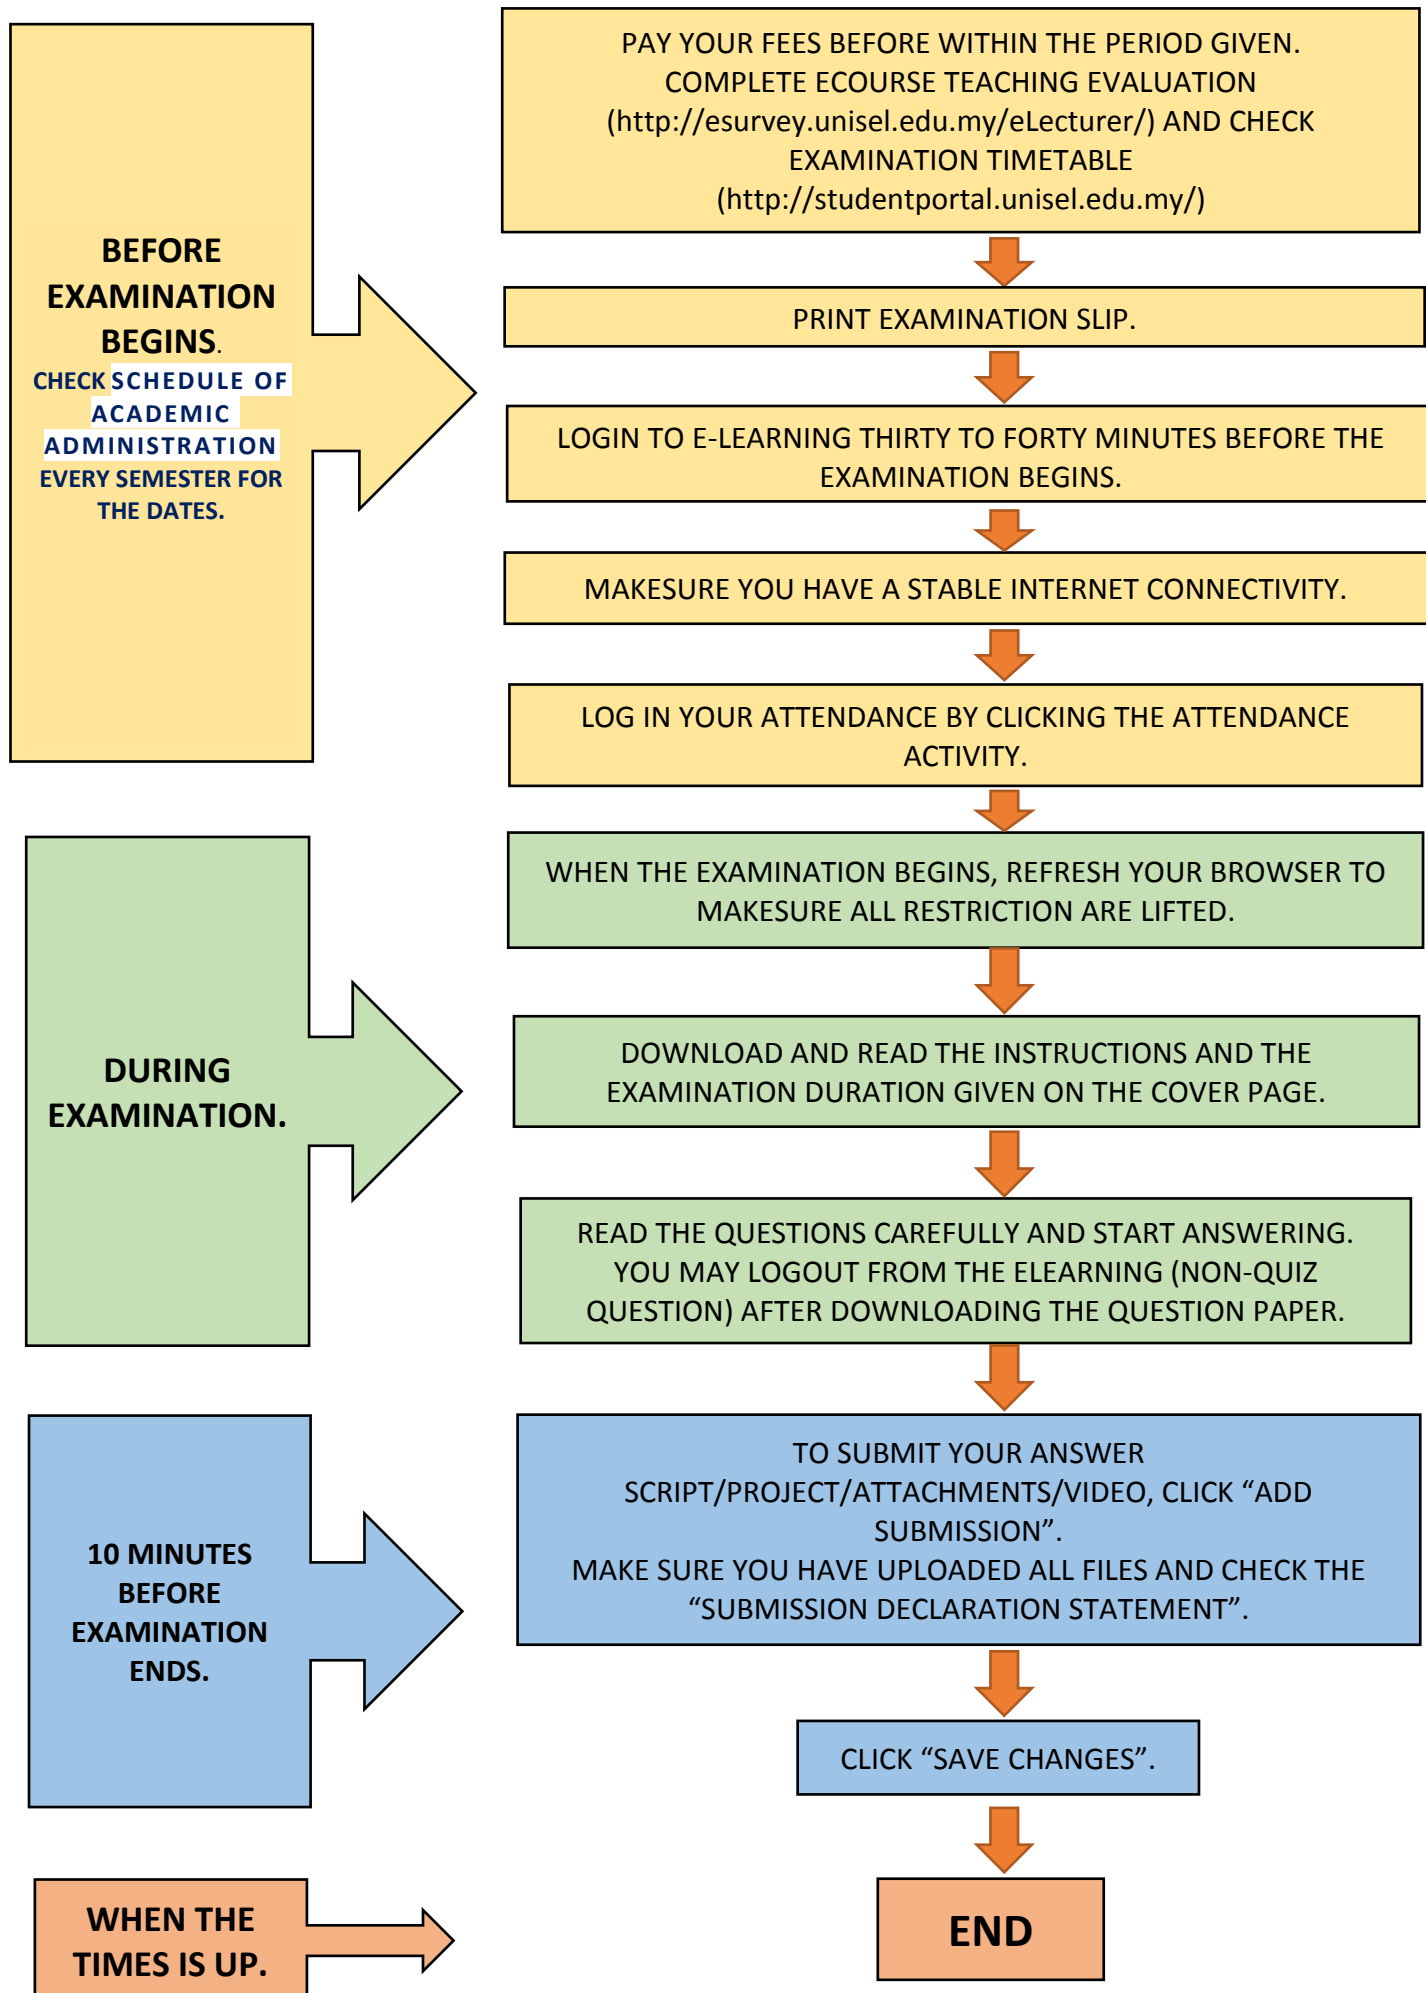 PAY YOUR FEES BEFORE WITHIN THE PERIOD GIVEN.
COMPLETE ECOURSE TEACHING EVALUATION
(http://esurvey.unisel.edu.my/eLecturer/) AND CHECK
EXAMINATION TIMETABLE
(http://studentportal.unisel.edu.my/)
BEFORE
EXAMINATION
BEGINS.
CHECK SCHEDULE OF
ACADEMIC
ADMINISTRATION
EVERY SEMESTER FOR
THE DATES.
PRINT EXAMINATION SLIP.
LOGIN TO E-LEARNING THIRTY TO FORTY MINUTES BEFORE THE
EXAMINATION BEGINS.
MAKESURE YOU HAVE A STABLE INTERNET CONNECTIVITY.
LOG IN YOUR ATTENDANCE BY CLICKING THE ATTENDANCE
ACTIVITY.
DURING
EXAMINATION.
WHEN THE EXAMINATION BEGINS, REFRESH YOUR BROWSER TO
MAKESURE ALL RESTRICTION ARE LIFTED.
DOWNLOAD AND READ THE INSTRUCTIONS AND THE
EXAMINATION DURATION GIVEN ON THE COVER PAGE.
READ THE QUESTIONS CAREFULLY AND START ANSWERING.
YOU MAY LOGOUT FROM THE ELEARNING (NON-QUIZ
QUESTION) AFTER DOWNLOADING THE QUESTION PAPER.
10 MINUTES
BEFORE
EXAMINATION
ENDS.
TO SUBMIT YOUR ANSWER
SCRIPT/PROJECT/ATTACHMENTS/VIDEO, CLICK “ADD
SUBMISSION”.
MAKE SURE YOU HAVE UPLOADED ALL FILES AND CHECK THE
“SUBMISSION DECLARATION STATEMENT”.
CLICK “SAVE CHANGES”.
WHEN THE
TIMES IS UP.
END